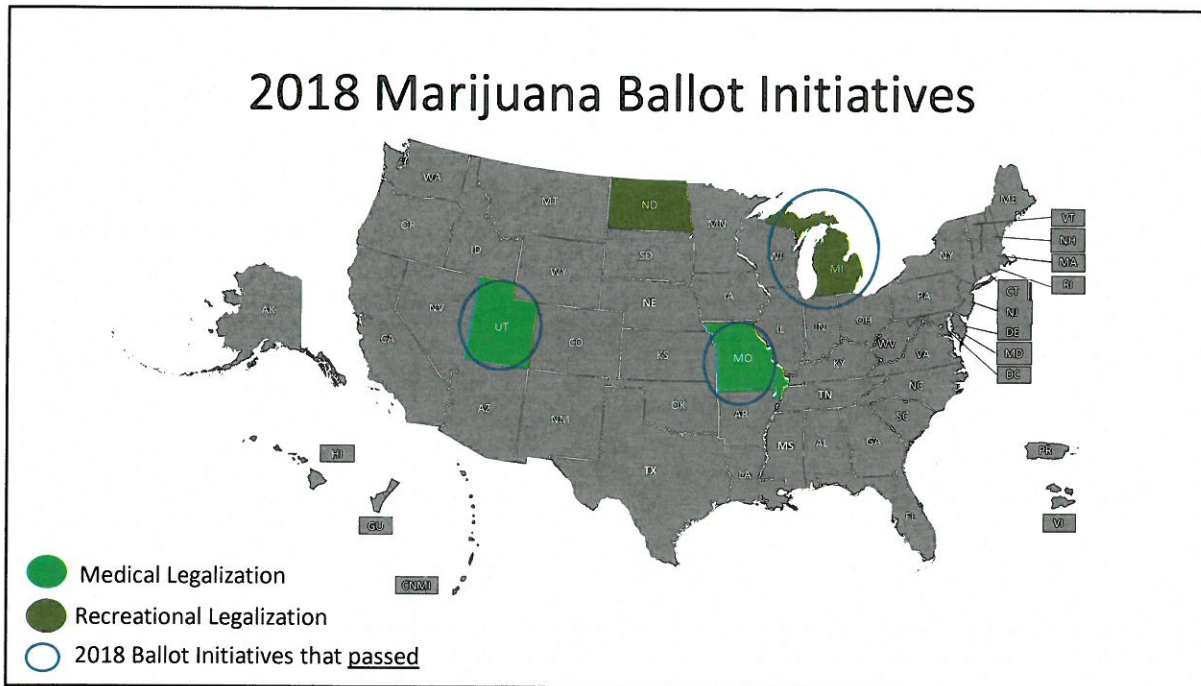 2018 Marijuana Ballot Initiatives
WA
MT
ND
MN
ME
VT
OR
ID
SD
WI
MI
NY
NH
MA
WY
RI
AK
NV
UT
NE
IA
PA
CT
CA
CO
KS
MO
IL
IN
OH
WV
VA
NJ
DE
MD
DC
KY
AZ
NM
OK
AR
TN
NC
SC
TX
LA
MS
AL
GA
FL
HI
GU
CNMI
PR
VI
Medical Legalization
Recreational Legalization
2018 Ballot Initiatives that passed